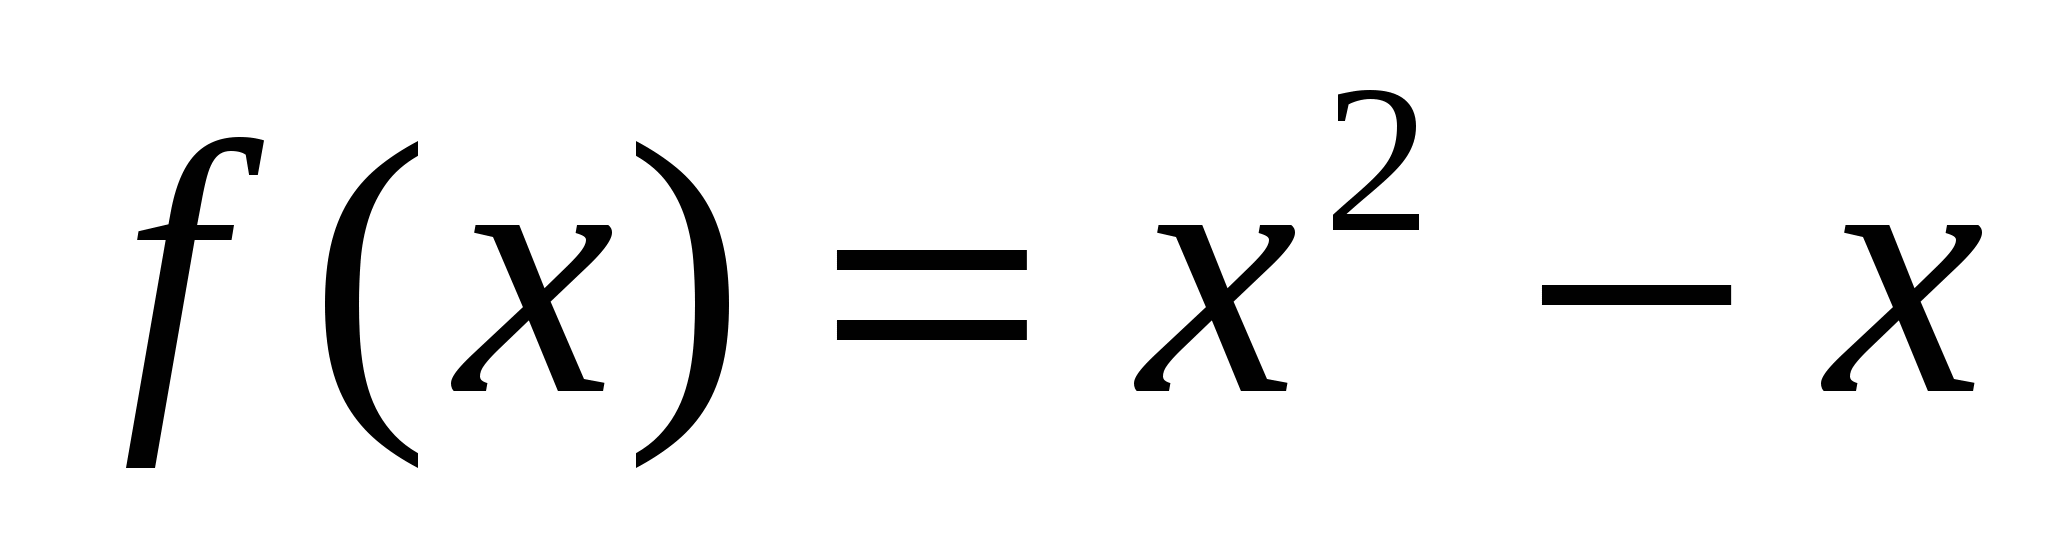 f(x) = x² − x